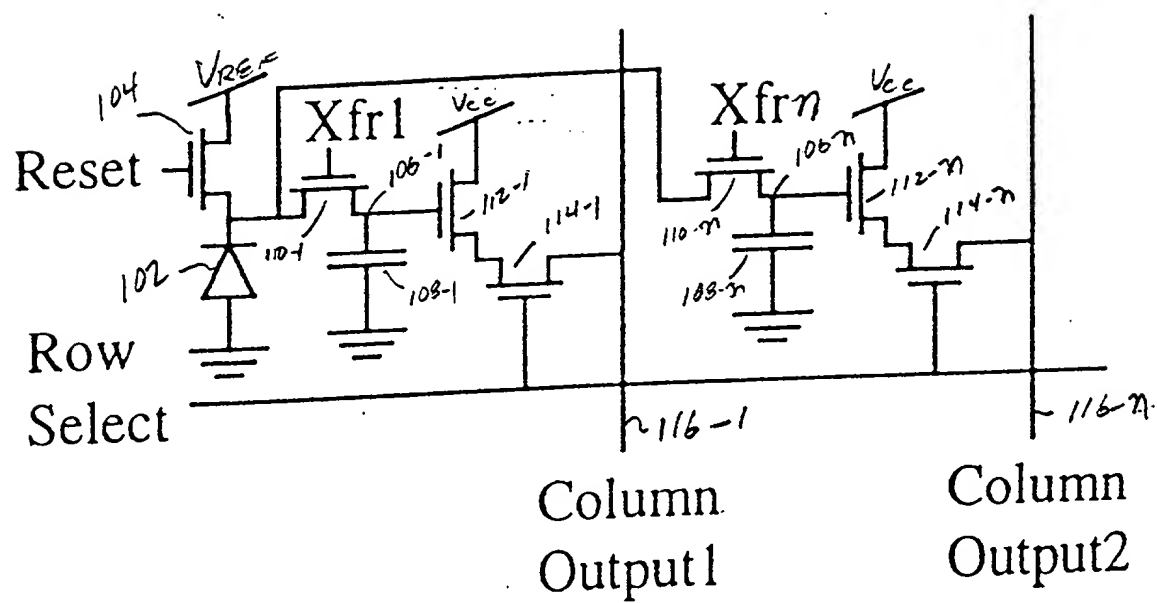 VREF
104
Reset
Xfr1
Vcc
106-1
112-1
114-1
110-1
108-1
102
Xfrn
Vcc
106n
112-n
114-n
110-n
108-n
Row
Select
116-1
116-n.
Column
Output1
Column
Output2